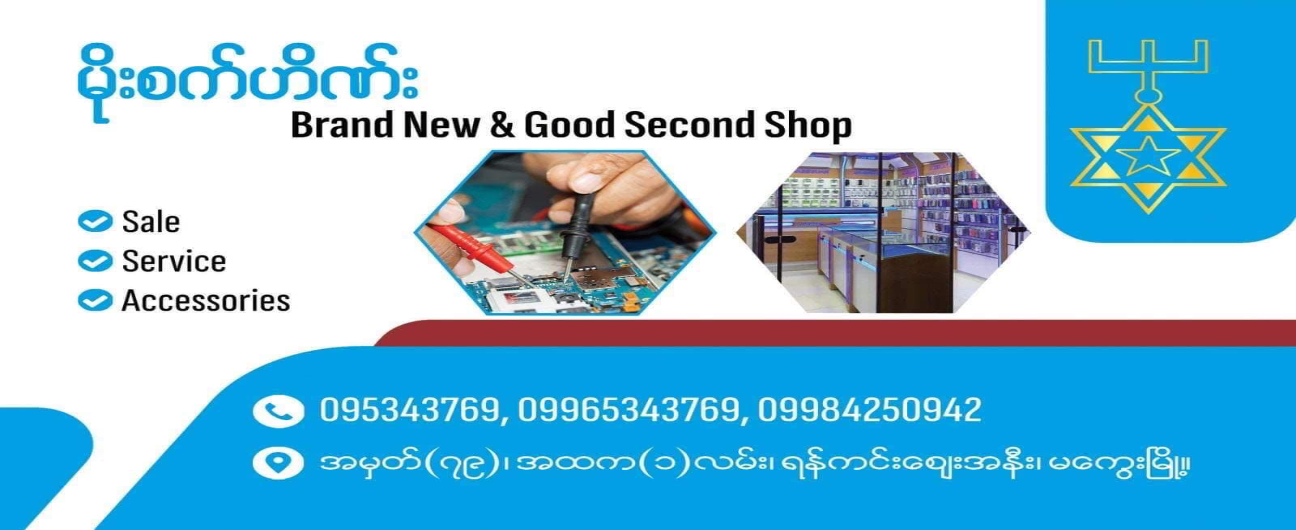 မိုးစက်ဟိဏ်း
Brand New & Good Second Shop
Sale
Service
Accessories
095343769, 09965343769, 09984250942
အမှတ်(၇၉)၊ အထက(၁)လမ်း၊ ရန်ကင်းဈေးအနီး၊ မကွေးမြို့။